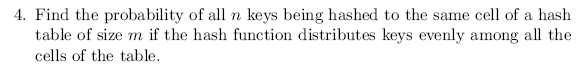 4. Find the probability of all n keys being hashed to the same cell of a hash
table of size m if the hash function distributes keys evenly among all the
cells of the table.